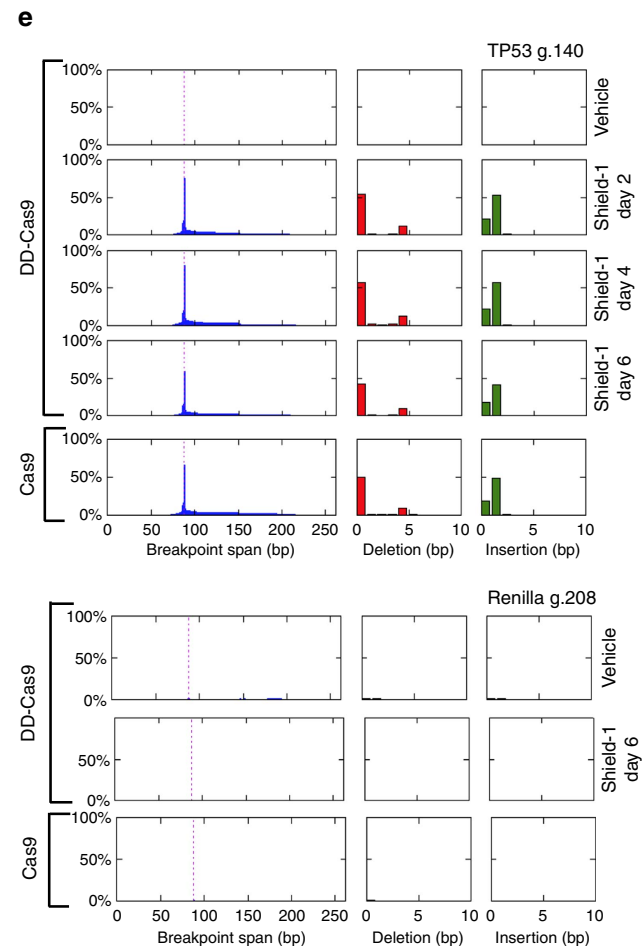 e
TP53 g.140
DD-Cas9
100%
50%
0%
Vehicle
100%
50%
0%
Shield-1
day 2
100%
50%
0%
Shield-1
day 4
100%
50%
0%
Shield-1
day 6
Cas9
100%
50%
0%
0 50 100 150 200 250 0 5 10 0 5 10
Breakpoint span (bp) Deletion (bp) Insertion (bp)
Renilla g.208
DD-Cas9
100%
50%
0%
Vehicle
50%
0%
Shield-1
day 6
Cas9
100%
50%
0%
0 50 100 150 200 250 0 5 10 0 5 10
Breakpoint span (bp) Deletion (bp) Insertion (bp)